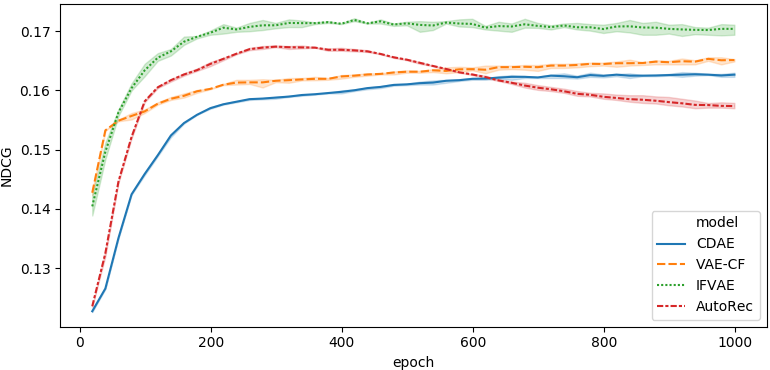 NDCG
0.17
0.16
0.15
0.14
0.13
0
200
400
600
800
1000
epoch
model
CDAE
VAE-CF
IFVAE
AutoRec